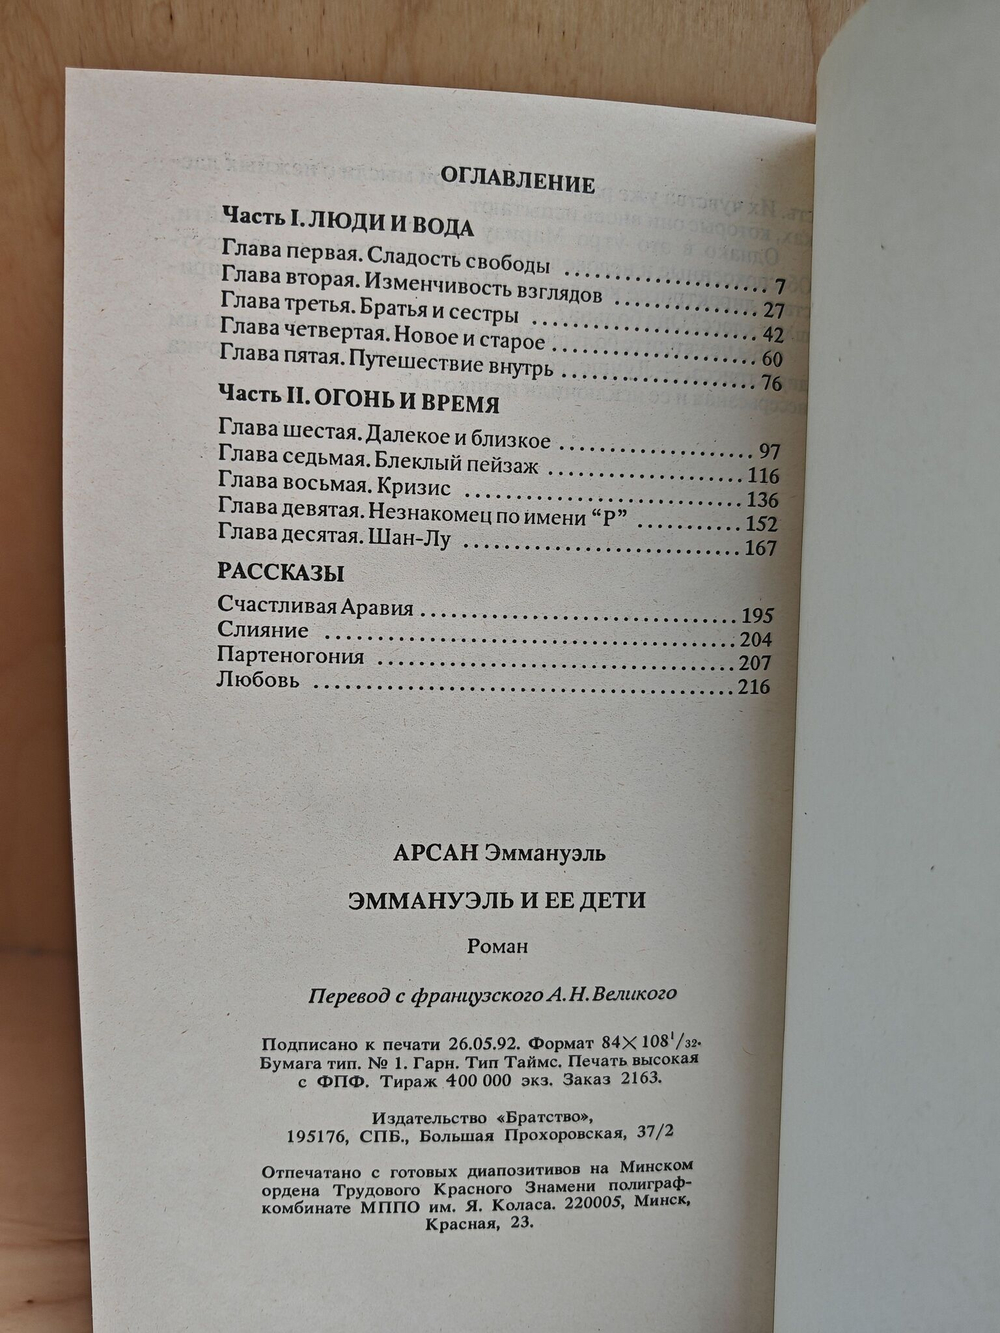 ОГЛАВЛЕНИЕ
Часть I. ЛЮДИ И ВОДА
Глава первая. Сладость свободы ........................ 7
Глава вторая. Изменчивость взглядов ................ 27
Глава третья. Братья и сестры ........................ 42
Глава четвертая. Новое и старое ........................ 60
Глава пятая. Путешествие внутрь ........................ 76
Часть II. ОГОНЬ И ВРЕМЯ
Глава шестая. Далекое и близкое ........................ 97
Глава седьмая. Блеклый пейзаж ........................ 116
Глава восьмая. Кризис ........................ 136
Глава девятая. Незнакомец по имени “Р” ............ 152
Глава десятая. Шан-Лу ........................ 167
РАССКАЗЫ
Счастливая Аравия ........................ 195
Слияние ........................ 204
Партеногония ........................ 207
Любовь ........................ 216
АРСАН Эммануэль
ЭММАНУЭЛЬ И ЕЕ ДЕТИ
Роман
Перевод с французского А. Н. Великого
Подписано к печати 26.05.92. Формат 84×108¹/₃₂.
Бумага тип. № 1. Гарн. Тип Таймс. Печать высокая
с ФПФ. Тираж 400 000 экз. Заказ 2163.
Издательство «Братство»,
195176, СПБ., Большая Прохоровская, 37/2
Отпечатано с готовых диапозитивов на Минском
ордена Трудового Красного Знамени полиграф-
комбинате МППО им. Я. Коласа. 220005, Минск,
Красная, 23.